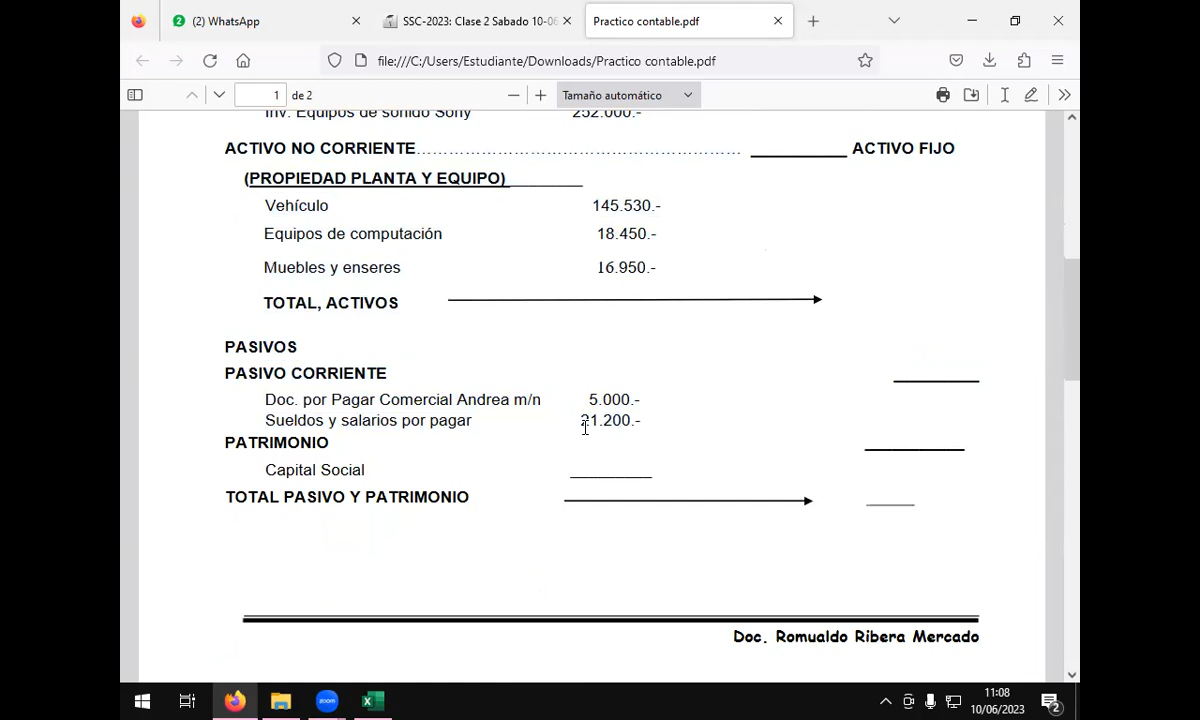 (2) WhatsApp
SSC-2023: Clase 2 Sabado 10-06
Practico contable.pdf
file:///C:/Users/Estudiante/Downloads/Practico contable.pdf
1 de 2
Tamaño automático
Inv. Equipos de sonido Sony 252.000.-
ACTIVO NO CORRIENTE........................................................ __________ ACTIVO FIJO
(PROPIEDAD PLANTA Y EQUIPO)________
Vehículo 145.530.-
Equipos de computación 18.450.-
Muebles y enseres 16.950.-
TOTAL, ACTIVOS
PASIVOS
PASIVO CORRIENTE
Doc. por Pagar Comercial Andrea m/n 5.000.-
Sueldos y salarios por pagar 21.200.-
PATRIMONIO
Capital Social
TOTAL PASIVO Y PATRIMONIO
Doc. Romualdo Ribera Mercado
zoom
11:08
10/06/2023
2